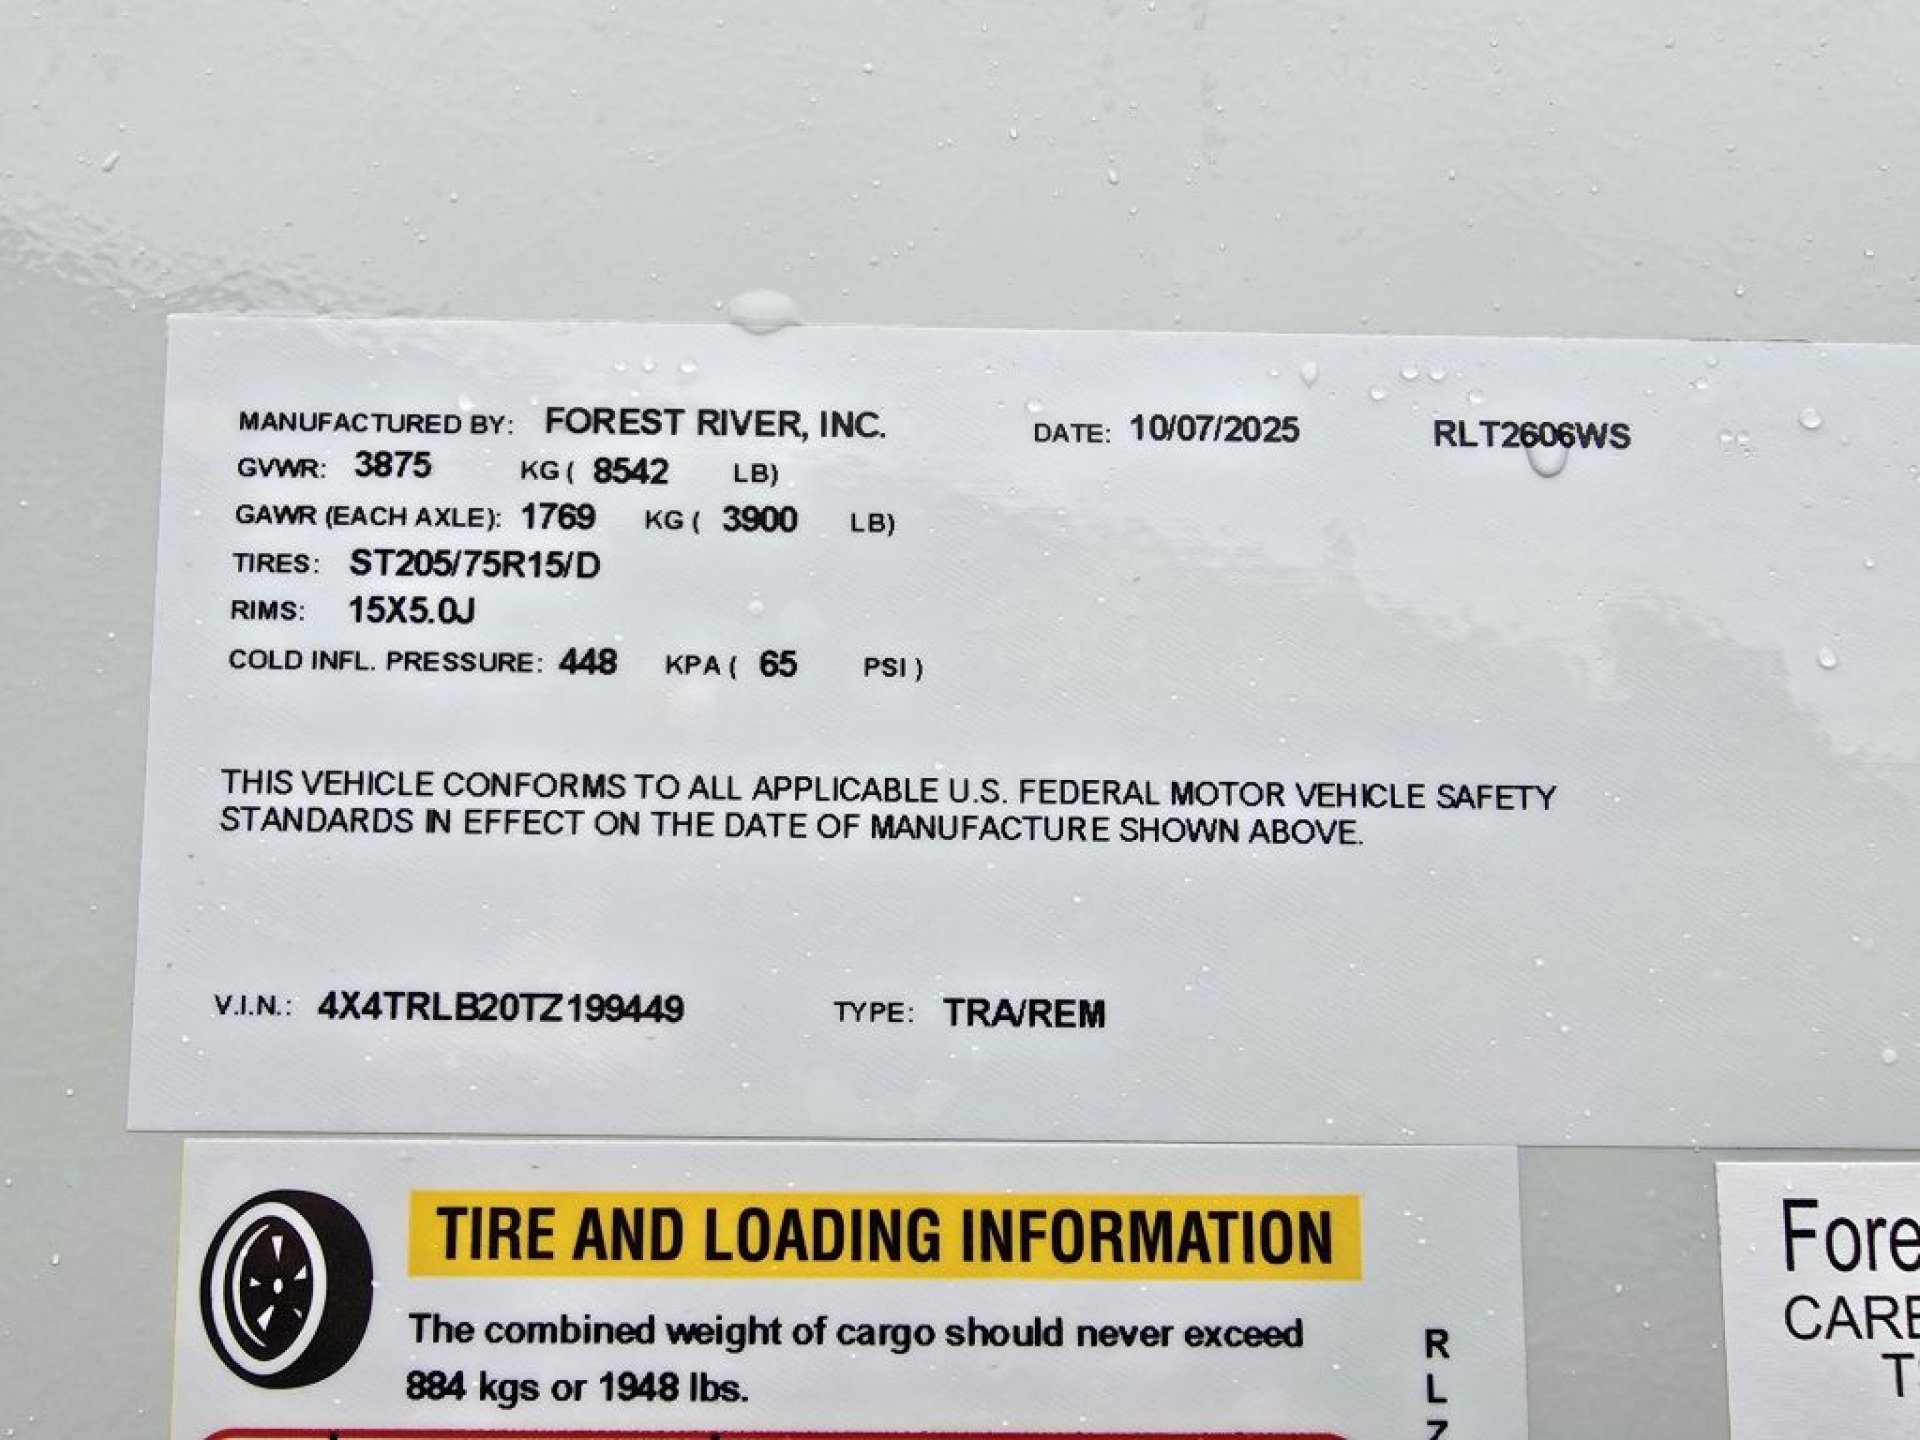 MANUFACTURED BY: FOREST RIVER, INC. DATE: 10/07/2025 RLT2606WS
GVWR: 3875 KG ( 8542 LB)
GAWR (EACH AXLE): 1769 KG ( 3900 LB)
TIRES: ST205/75R15/D
RIMS: 15X5.0J
COLD INFL. PRESSURE: 448 KPA ( 65 PSI )
THIS VEHICLE CONFORMS TO ALL APPLICABLE U.S. FEDERAL MOTOR VEHICLE SAFETY
STANDARDS IN EFFECT ON THE DATE OF MANUFACTURE SHOWN ABOVE.
V.I.N.: 4X4TRLB20TZ199449 TYPE: TRA/REM
TIRE AND LOADING INFORMATION
The combined weight of cargo should never exceed
884 kgs or 1948 lbs.
R
L
Z
Fore
CARB